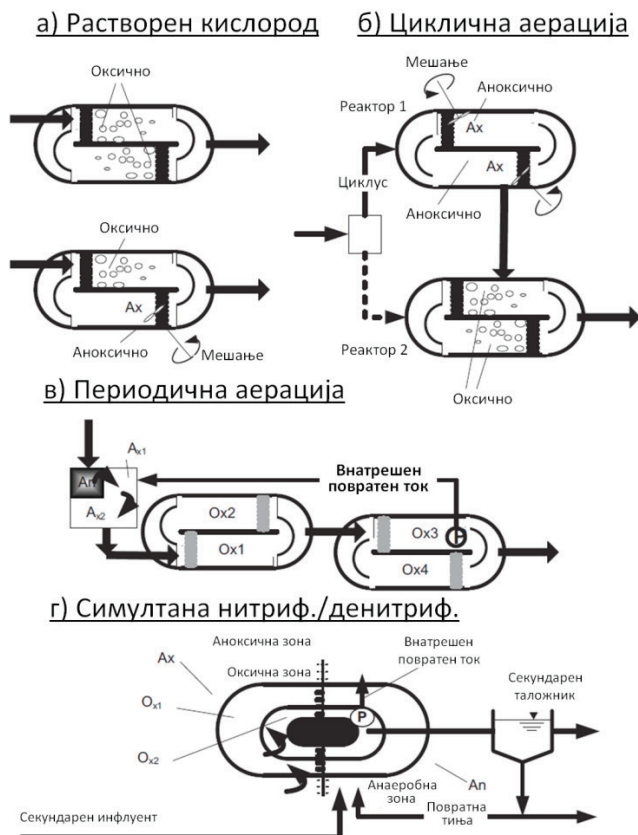 а) Растворен кислород
б) Циклична аерација
Оксично
Мешање
Аноксично
Реактор 1
Ax
Ax
Циклус
Аноксично
Оксично
Ax
Аноксично
Мешање
Реактор 2
Оксично
в) Периодична аерација
Ax1
An
Ax2
Внатрешен
повратен ток
Ox2
Ox1
Ox3
P
Ox4
г) Симултана нитриф./денитриф.
Аноксична зона
Внатрешен
повратен ток
Ax
Оксична зона
Секундарен
таложник
Ox1
P
Ox2
Анаеробна
зона
An
Повратна
тиња
Секундарен инфлуент